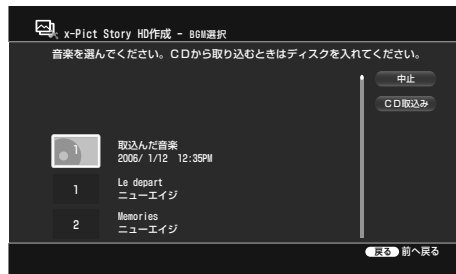 x-Pict Story HD作成 - BGM選択
音楽を選んでください。CDから取り込むときはディスクを入れてください。
中止
CD取込み
1
取込んだ音楽
2006/ 1/12 12:35PM
1
Le depart
ニューエイジ
2
Memories
ニューエイジ
戻る 前へ戻る